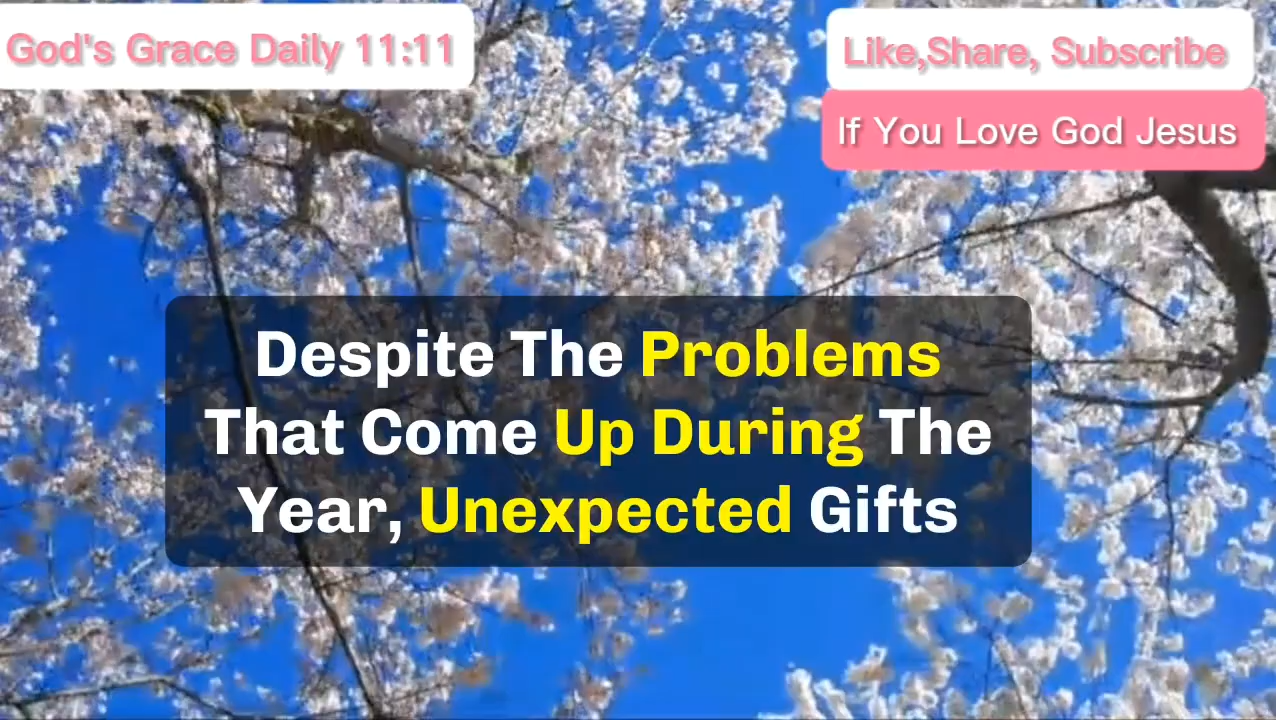 God's Grace Daily 11:11
Like,Share, Subscribe
If You Love God Jesus
Despite The Problems
That Come Up During The
Year, Unexpected Gifts